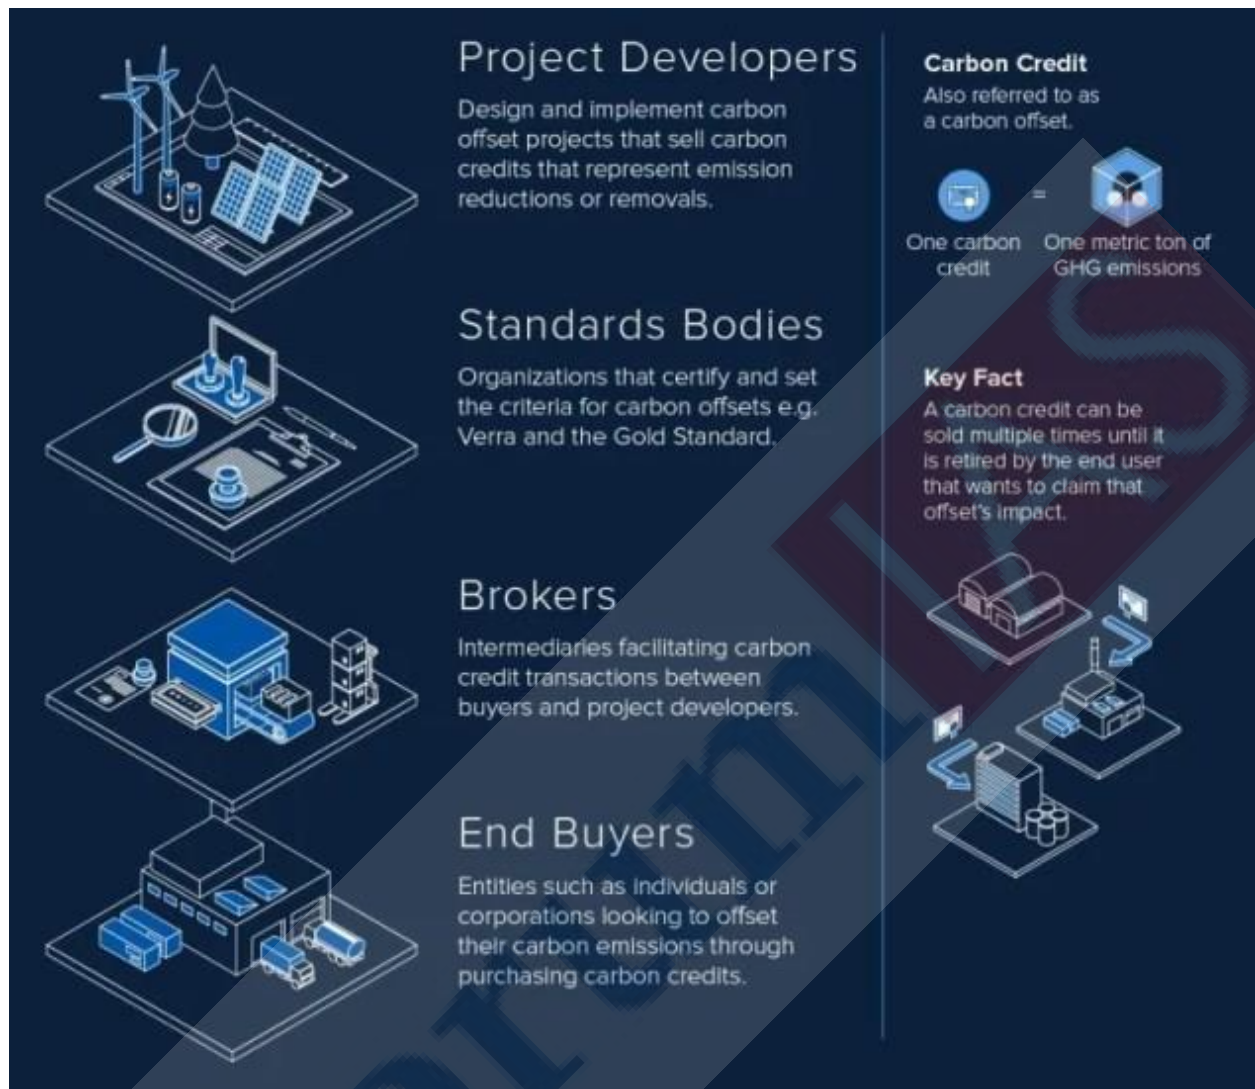 Project Developers
Design and implement carbon
offset projects that sell carbon
credits that represent emission
reductions or removals.
Standards Bodies
Organizations that certify and set
the criteria for carbon offsets e.g.
Verra and the Gold Standard.
Brokers
Intermediaries facilitating carbon
credit transactions between
buyers and project developers.
End Buyers
Entities such as individuals or
corporations looking to offset
their carbon emissions through
purchasing carbon credits.
Carbon Credit
Also referred to as
a carbon offset.
=
One carbon
credit
One metric ton of
GHG emissions
Key Fact
A carbon credit can be
sold multiple times until it
is retired by the end user
that wants to claim that
offset's impact.
orum IAS